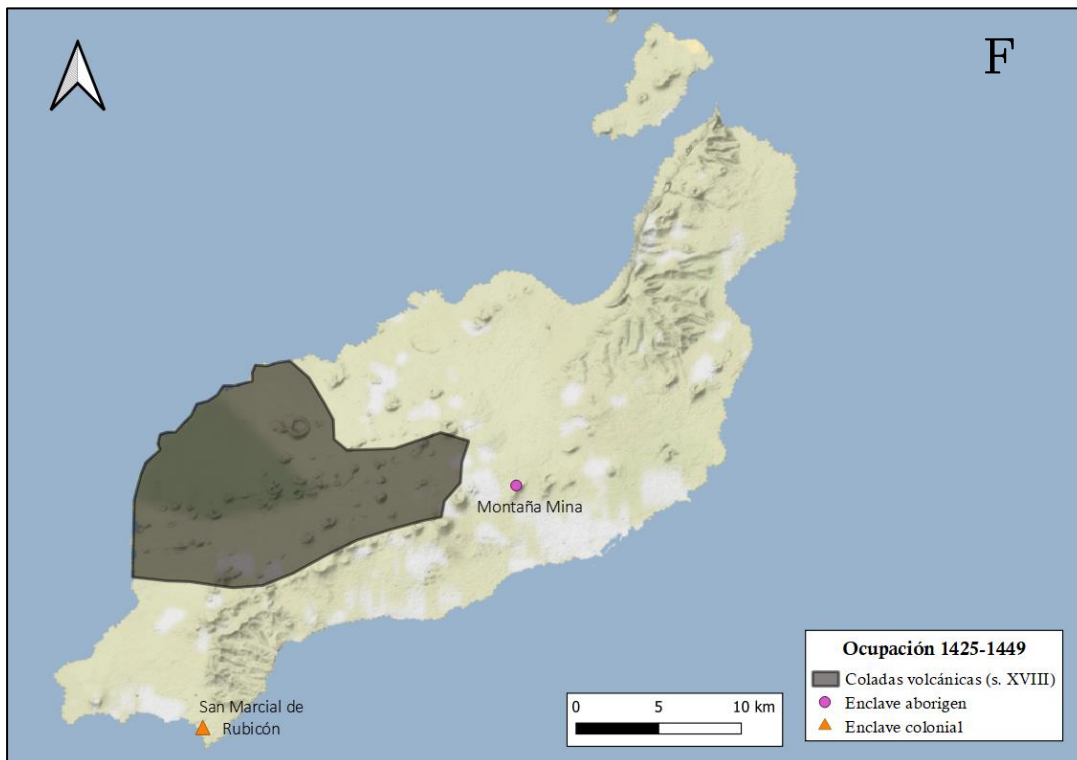 F
Montaña Mina
San Marcial de
Rubicón
0 5 10 km
Ocupación 1425-1449
Coladas volcánicas (s. XVIII)
Enclave aborigen
Enclave colonial